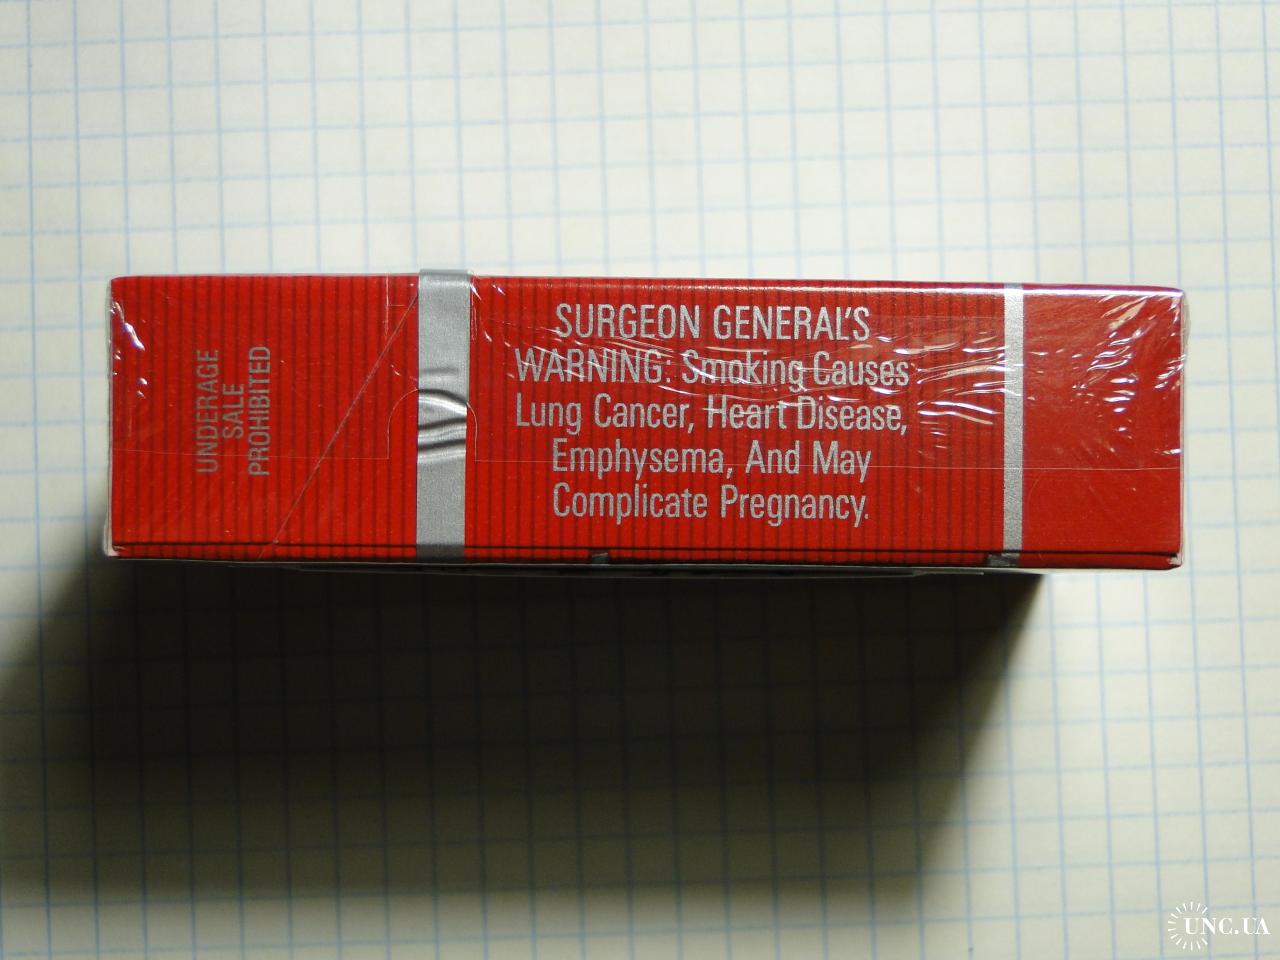 UNDERAGE
SALE
PROHIBITED
SURGEON GENERAL'S
WARNING: Smoking Causes
Lung Cancer, Heart Disease,
Emphysema, And May
Complicate Pregnancy.
UNC.UA